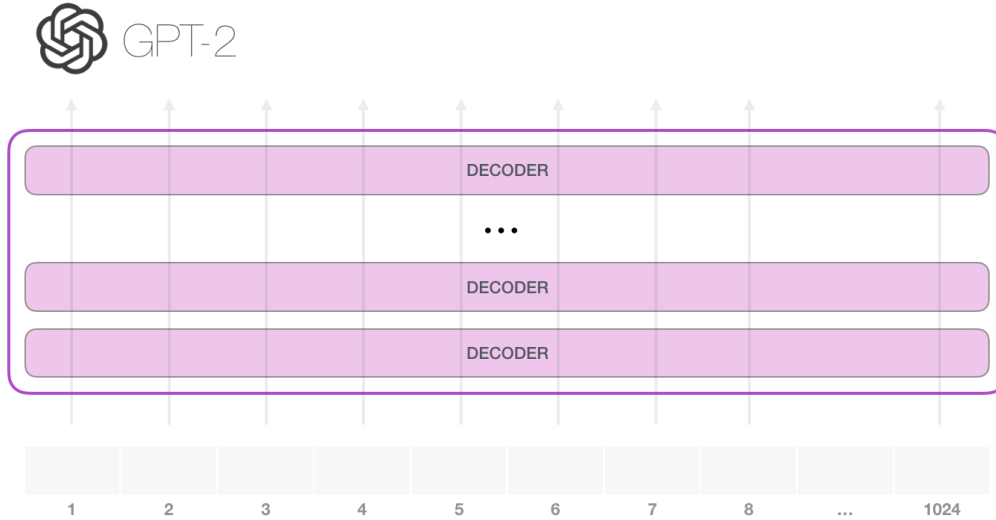 GPT-2
DECODER
...
DECODER
DECODER
1 2 3 4 5 6 7 8 ... 1024